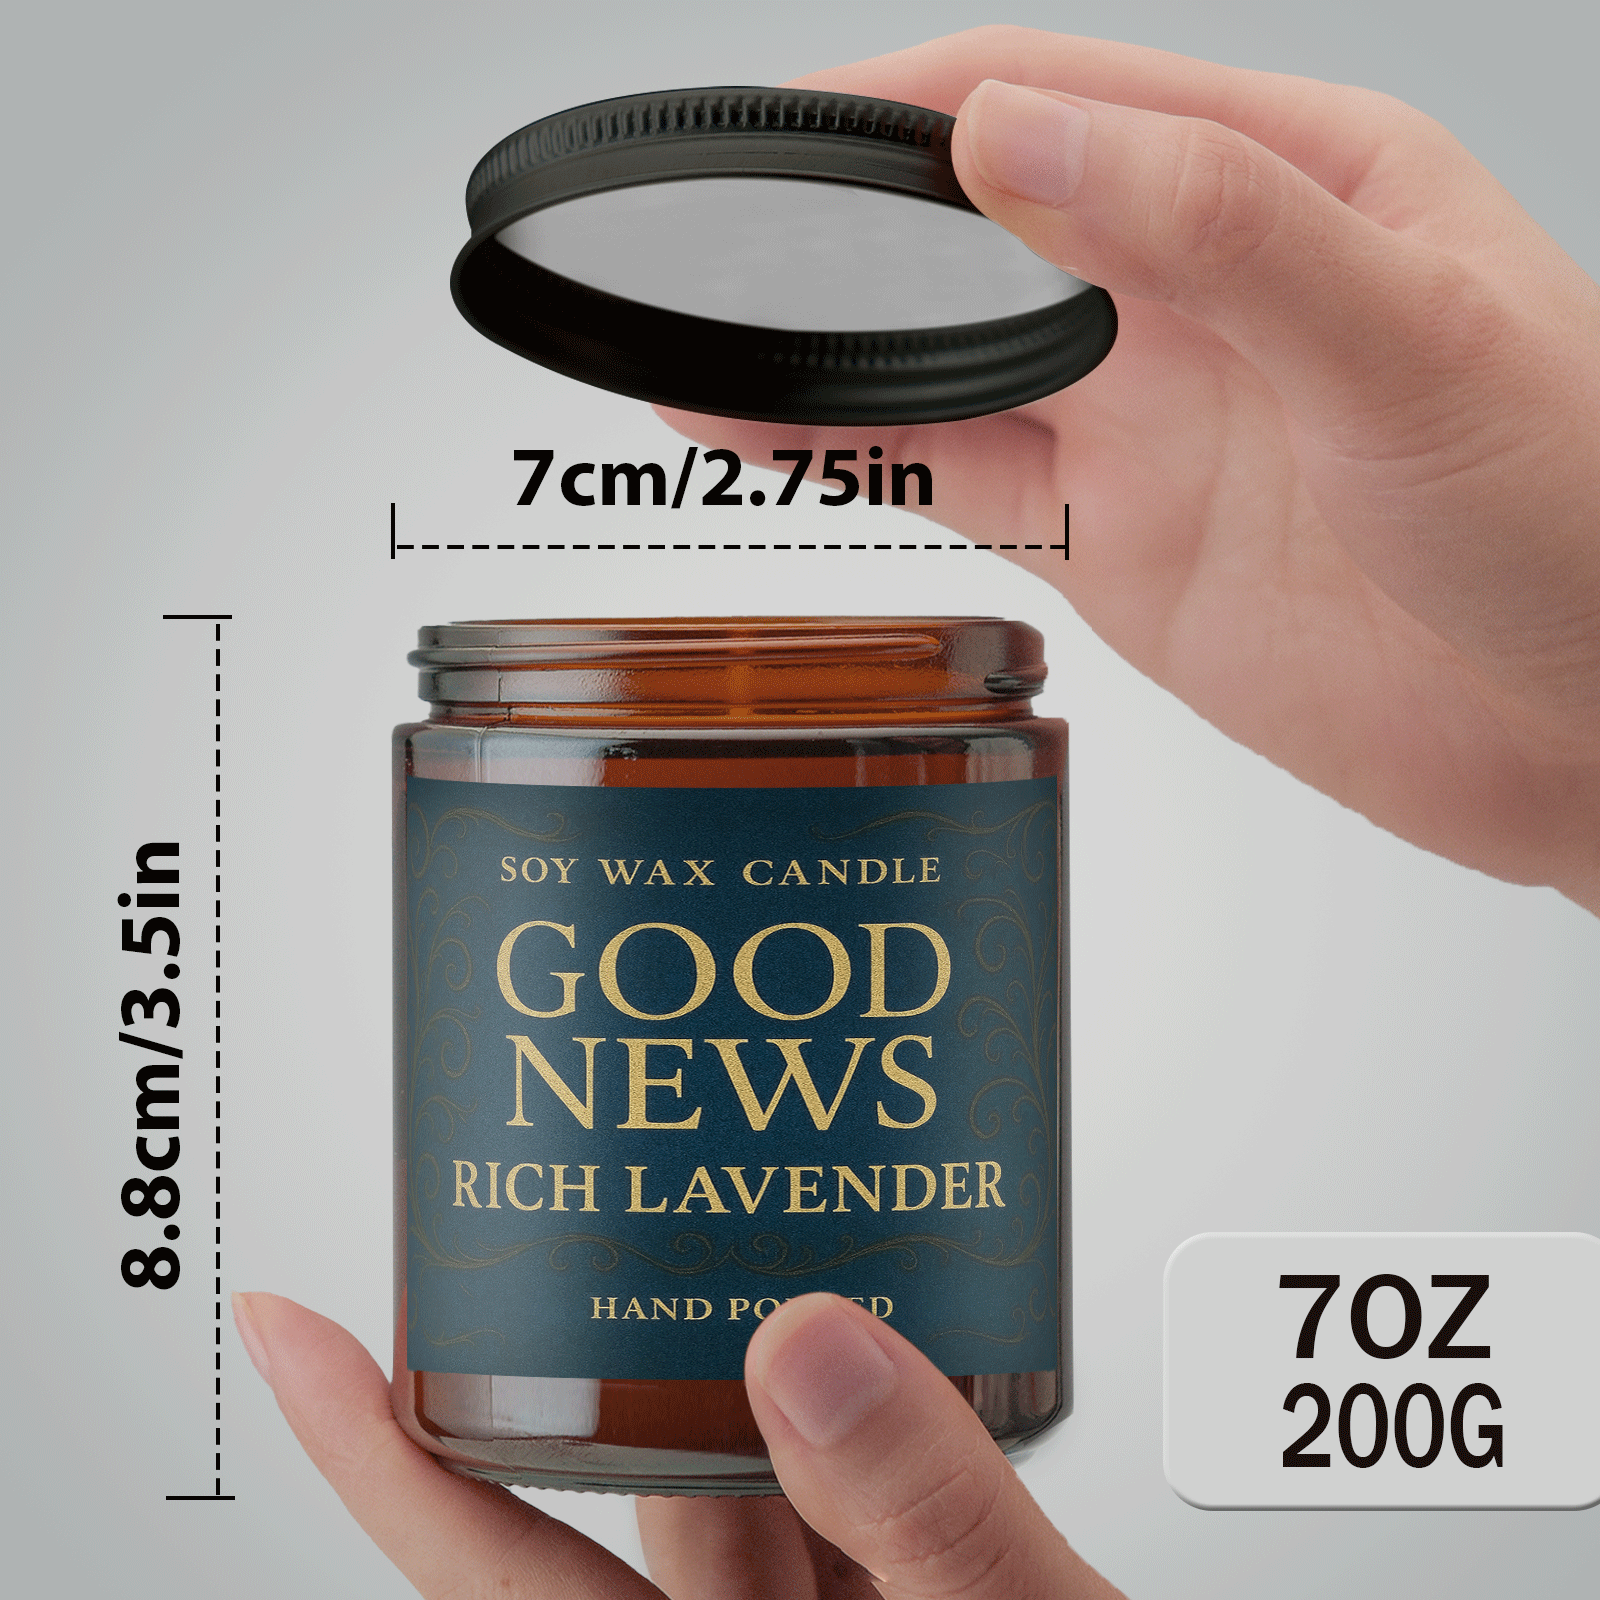 7cm/2.75in
8.8cm/3.5in
SOY WAX CANDLE
GOOD
NEWS
RICH LAVENDER
HAND
7OZ
200G